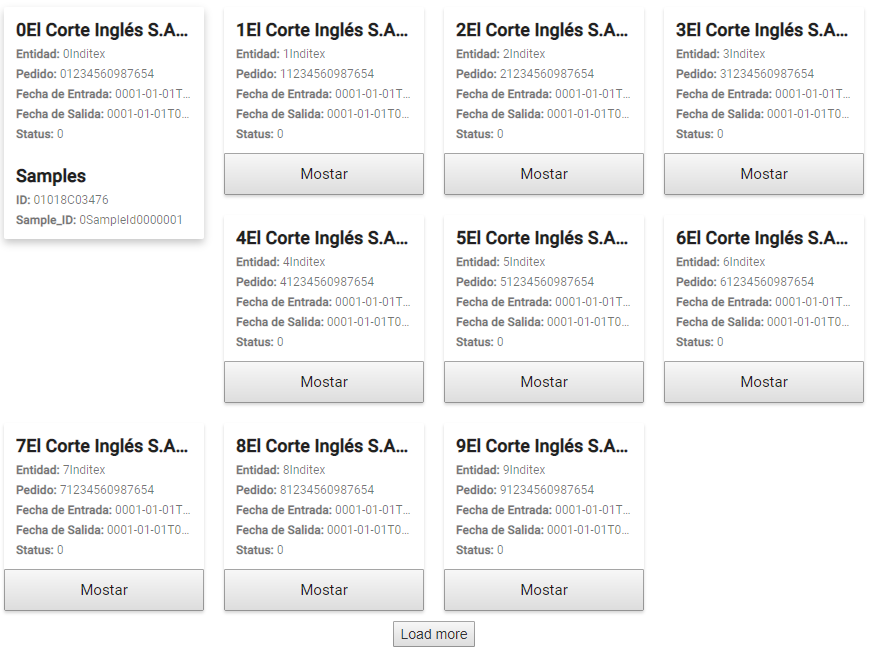 0El Corte Inglés S.A...
Entidad: 0Inditex
Pedido: 01234560987654
Fecha de Entrada: 0001-01-01T...
Fecha de Salida: 0001-01-01T0...
Status: 0
Samples
ID: 01018C03476
Sample_ID: 0SampleId0000001
1El Corte Inglés S.A...
Entidad: 1Inditex
Pedido: 11234560987654
Fecha de Entrada: 0001-01-01T...
Fecha de Salida: 0001-01-01T0...
Status: 0
Mostar
2El Corte Inglés S.A...
Entidad: 2Inditex
Pedido: 21234560987654
Fecha de Entrada: 0001-01-01T...
Fecha de Salida: 0001-01-01T0...
Status: 0
Mostar
3El Corte Inglés S.A...
Entidad: 3Inditex
Pedido: 31234560987654
Fecha de Entrada: 0001-01-01T...
Fecha de Salida: 0001-01-01T0...
Status: 0
Mostar
4El Corte Inglés S.A...
Entidad: 4Inditex
Pedido: 41234560987654
Fecha de Entrada: 0001-01-01T...
Fecha de Salida: 0001-01-01T0...
Status: 0
Mostar
5El Corte Inglés S.A...
Entidad: 5Inditex
Pedido: 51234560987654
Fecha de Entrada: 0001-01-01T...
Fecha de Salida: 0001-01-01T0...
Status: 0
Mostar
6El Corte Inglés S.A...
Entidad: 6Inditex
Pedido: 61234560987654
Fecha de Entrada: 0001-01-01T...
Fecha de Salida: 0001-01-01T0...
Status: 0
Mostar
7El Corte Inglés S.A...
Entidad: 7Inditex
Pedido: 71234560987654
Fecha de Entrada: 0001-01-01T...
Fecha de Salida: 0001-01-01T0...
Status: 0
Mostar
8El Corte Inglés S.A...
Entidad: 8Inditex
Pedido: 81234560987654
Fecha de Entrada: 0001-01-01T...
Fecha de Salida: 0001-01-01T0...
Status: 0
Mostar
9El Corte Inglés S.A...
Entidad: 9Inditex
Pedido: 91234560987654
Fecha de Entrada: 0001-01-01T...
Fecha de Salida: 0001-01-01T0...
Status: 0
Mostar
Load more